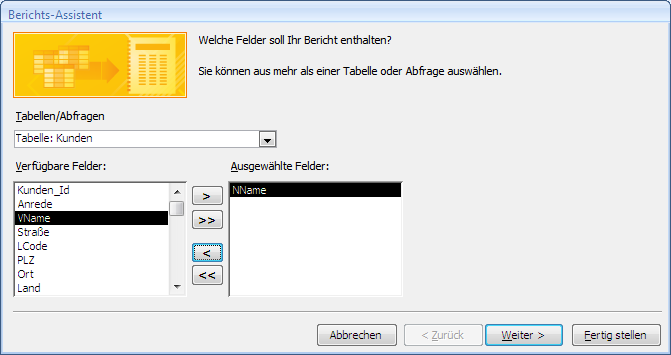 Berichts-Assistent
Welche Felder soll Ihr Bericht enthalten?
Sie können aus mehr als einer Tabelle oder Abfrage auswählen.
Tabellen/Abfragen
Tabelle: Kunden
Verfügbare Felder:
Ausgewählte Felder:
Kunden_Id
Anrede
VName
Straße
LCode
PLZ
Ort
Land
>
>>
<
<<
NName
Abbrechen
< Zurück
Weiter >
Fertig stellen